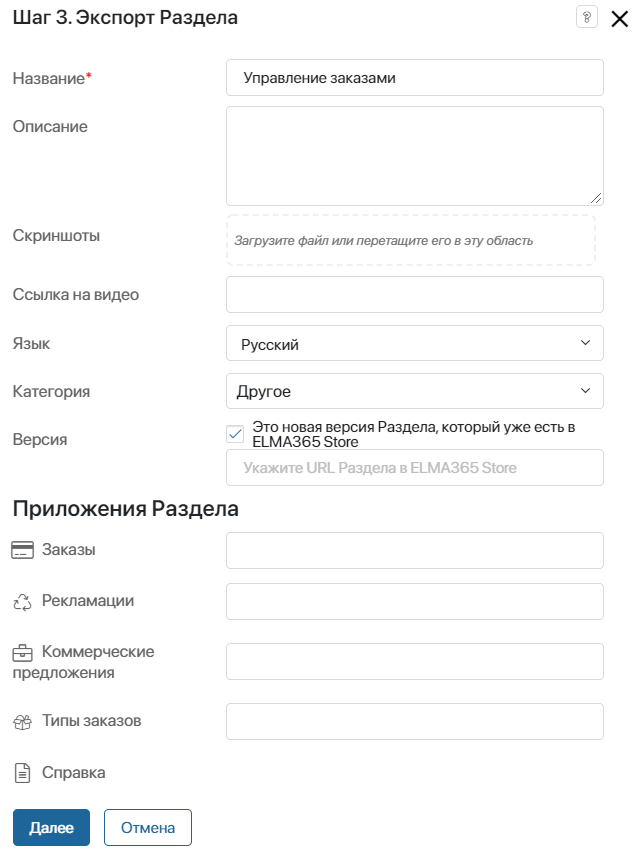 Шаг 3. Экспорт Раздела
?
Название*
Управление заказами
Описание
Скриншоты
Загрузите файл или перетащите его в эту область
Ссылка на видео
Язык
Русский
Категория
Другое
Версия
Это новая версия Раздела, который уже есть в
ELMA365 Store
Укажите URL Раздела в ELMA365 Store
Приложения Раздела
Заказы
Рекламации
Коммерческие
предложения
Типы заказов
Справка
Далее
Отмена